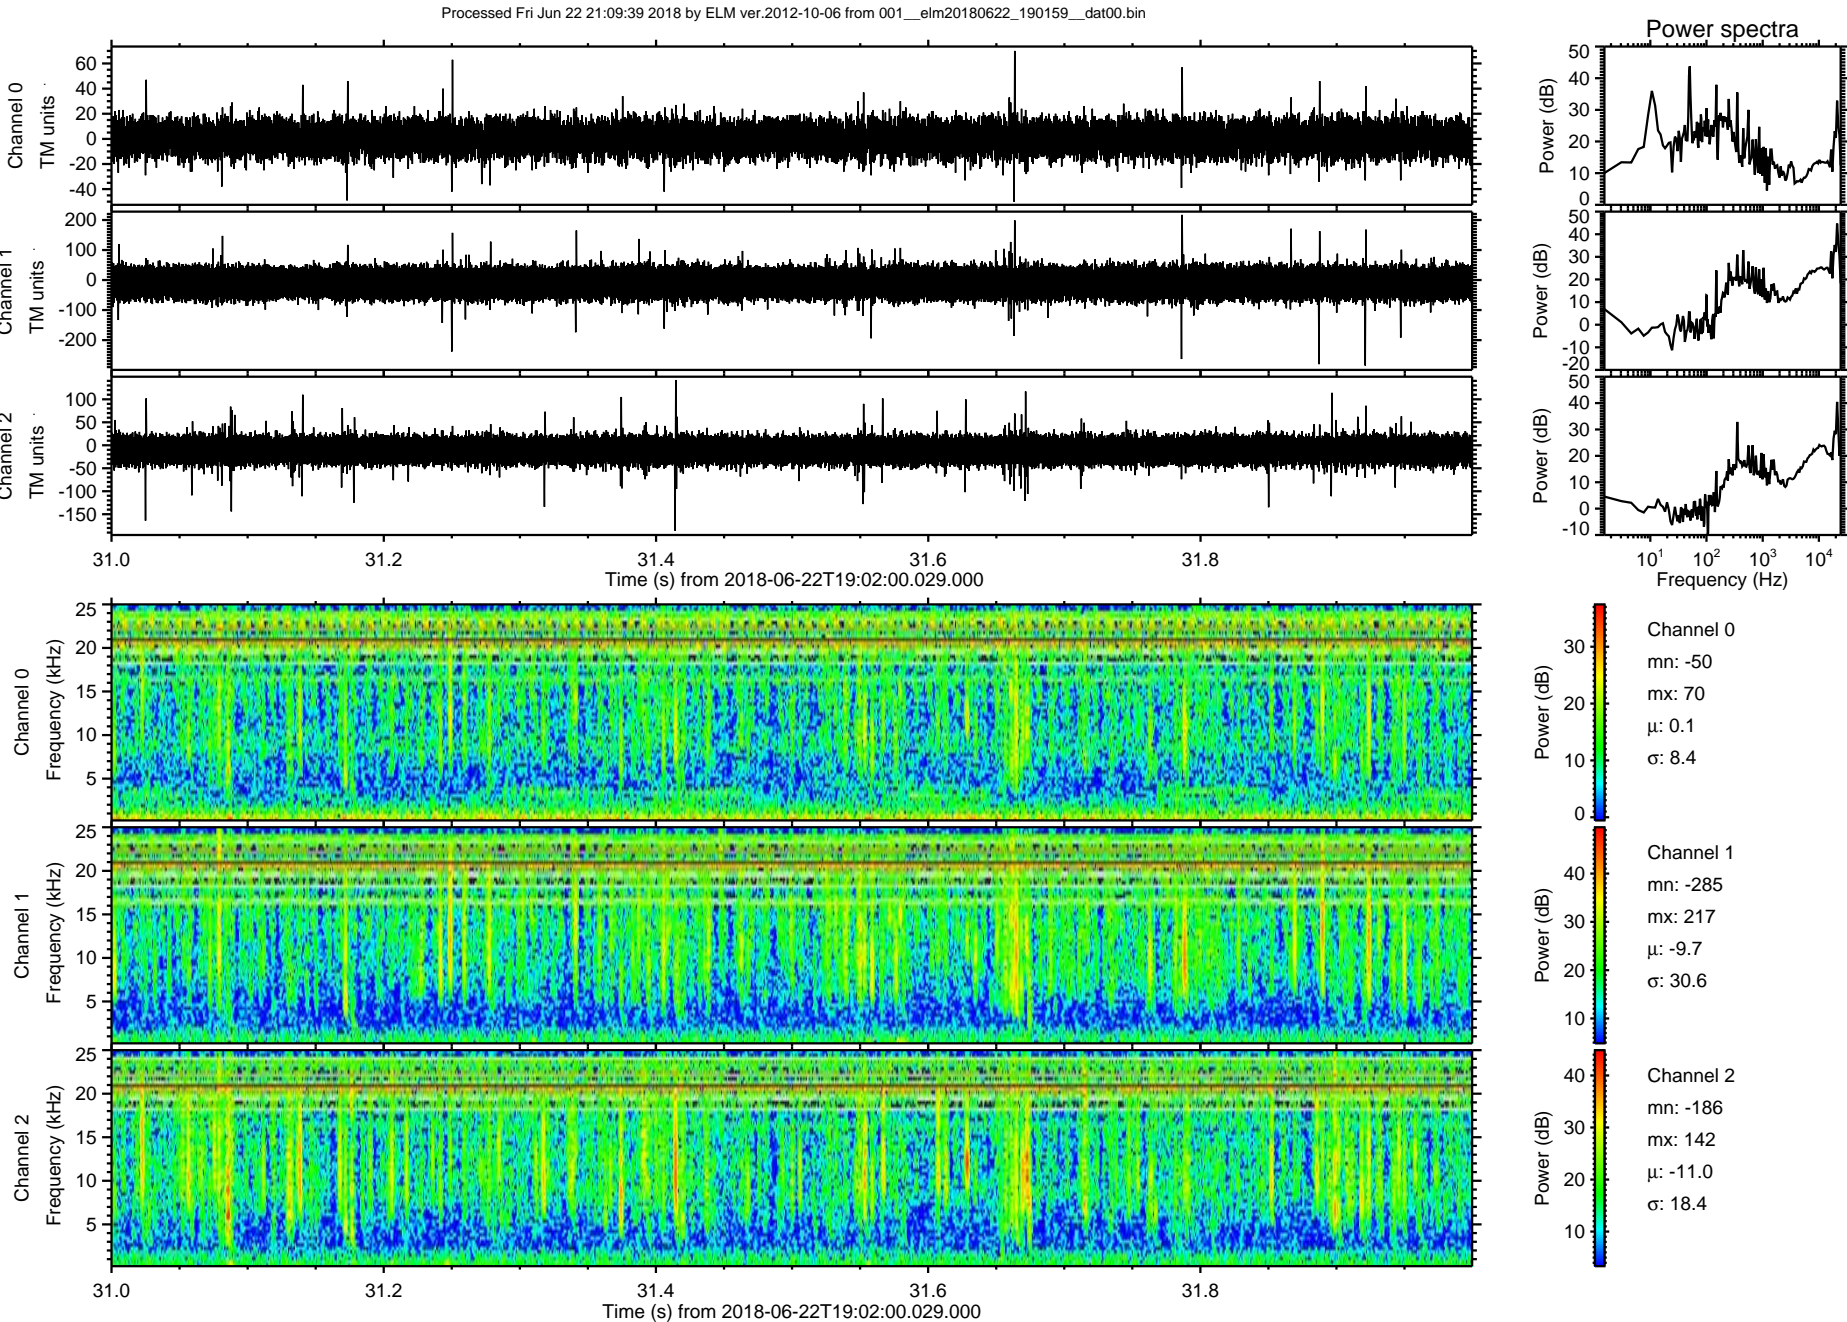 Processed Fri Jun 22 21:09:39 2018 by ELM ver.2012-10-06 from 001__elm20180622_190159__dat00.bin
Power spectra
Channel 0
TM units
60
40
20
0
-20
-40
Power (dB)
50
40
30
20
10
0
Channel 1
TM units
200
100
0
-100
-200
Power (dB)
50
40
30
20
10
0
-10
-20
Channel 2
TM units
100
50
0
-50
-100
-150
Power (dB)
50
40
30
20
10
0
-10
31.0 31.2 31.4 31.6 31.8
Time (s) from 2018-06-22T19:02:00.029.000
10¹ 10² 10³ 10⁴
Frequency (Hz)
Channel 0
Frequency (kHz)
25
20
15
10
5
Power (dB)
30
20
10
0
Channel 0
mn: -50
mx: 70
μ: 0.1
σ: 8.4
Channel 1
Frequency (kHz)
25
20
15
10
5
Power (dB)
40
30
20
10
Channel 1
mn: -285
mx: 217
μ: -9.7
σ: 30.6
Channel 2
Frequency (kHz)
25
20
15
10
5
Power (dB)
40
30
20
10
Channel 2
mn: -186
mx: 142
μ: -11.0
σ: 18.4
31.0 31.2 31.4 31.6 31.8
Time (s) from 2018-06-22T19:02:00.029.000